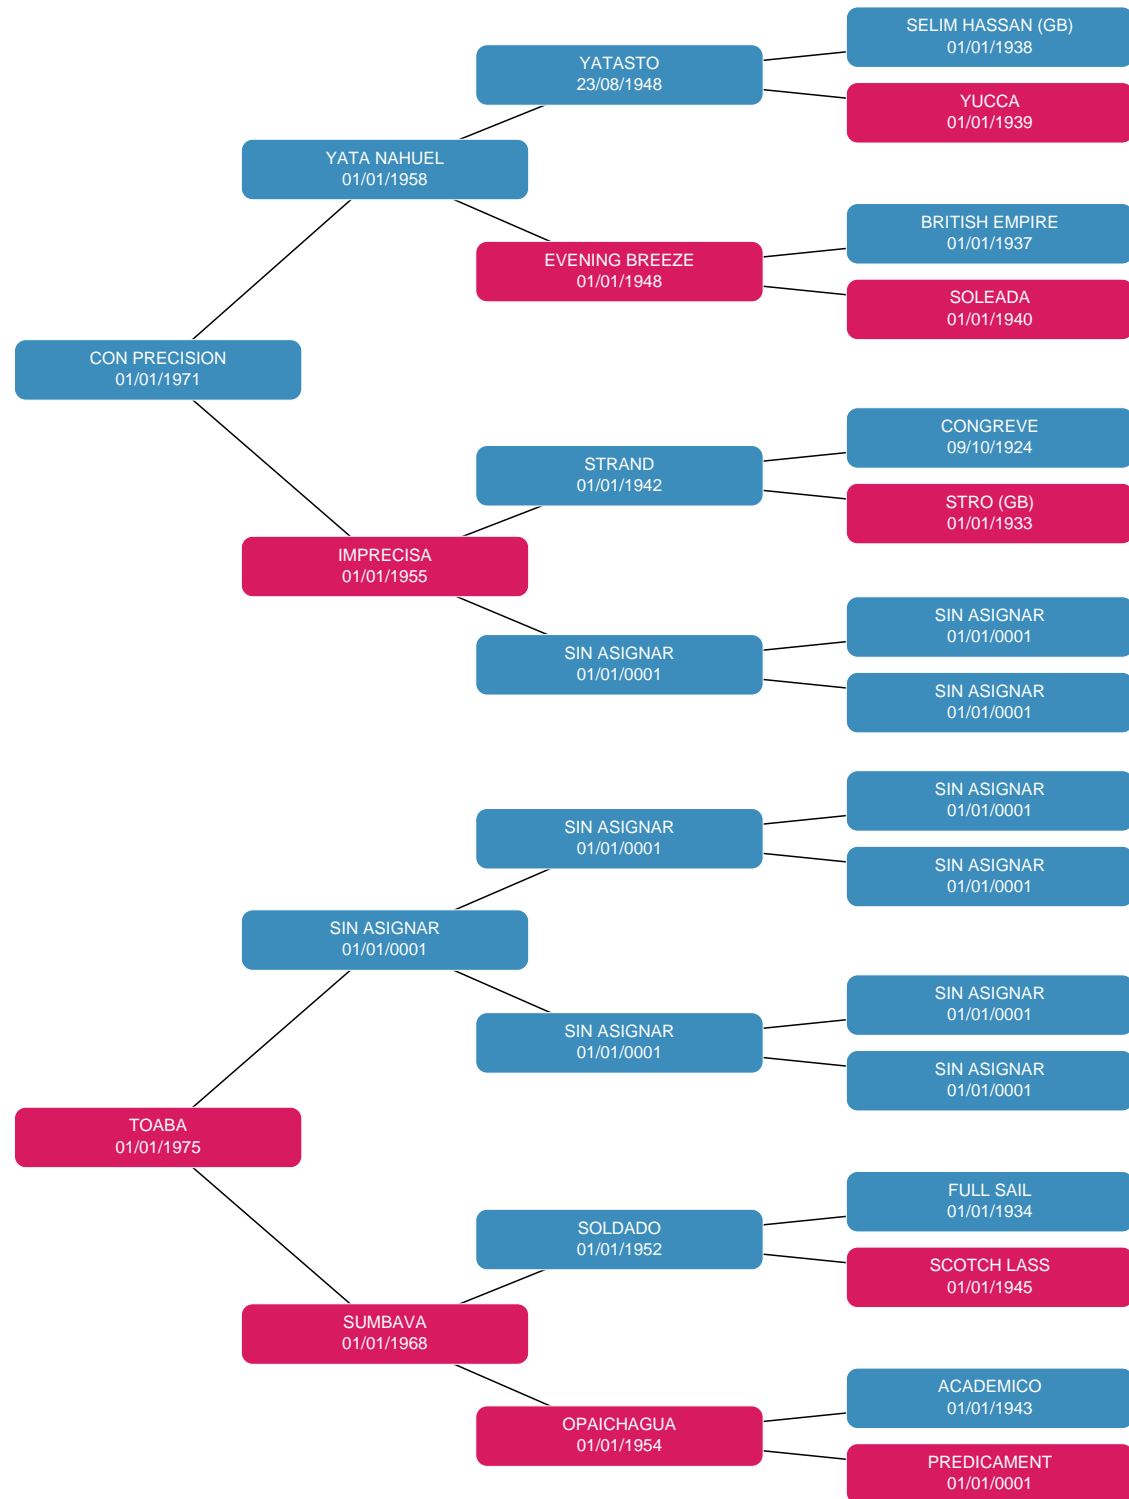 SELIM HASSAN (GB)
01/01/1938
YATASTO
23/08/1948
YUCCA
01/01/1939
YATA NAHUEL
01/01/1958
BRITISH EMPIRE
01/01/1937
EVENING BREEZE
01/01/1948
SOLEADA
01/01/1940
CON PRECISION
01/01/1971
CONGREVE
09/10/1924
STRAND
01/01/1942
STRO (GB)
01/01/1933
IMPRECISA
01/01/1955
SIN ASIGNAR
01/01/0001
SIN ASIGNAR
01/01/0001
SIN ASIGNAR
01/01/0001
SIN ASIGNAR
01/01/0001
SIN ASIGNAR
01/01/0001
SIN ASIGNAR
01/01/0001
SIN ASIGNAR
01/01/0001
SIN ASIGNAR
01/01/0001
SIN ASIGNAR
01/01/0001
SIN ASIGNAR
01/01/0001
TOABA
01/01/1975
FULL SAIL
01/01/1934
SOLDADO
01/01/1952
SCOTCH LASS
01/01/1945
SUMBAVA
01/01/1968
ACADEMICO
01/01/1943
OPAICHAGUA
01/01/1954
PREDICAMENT
01/01/0001